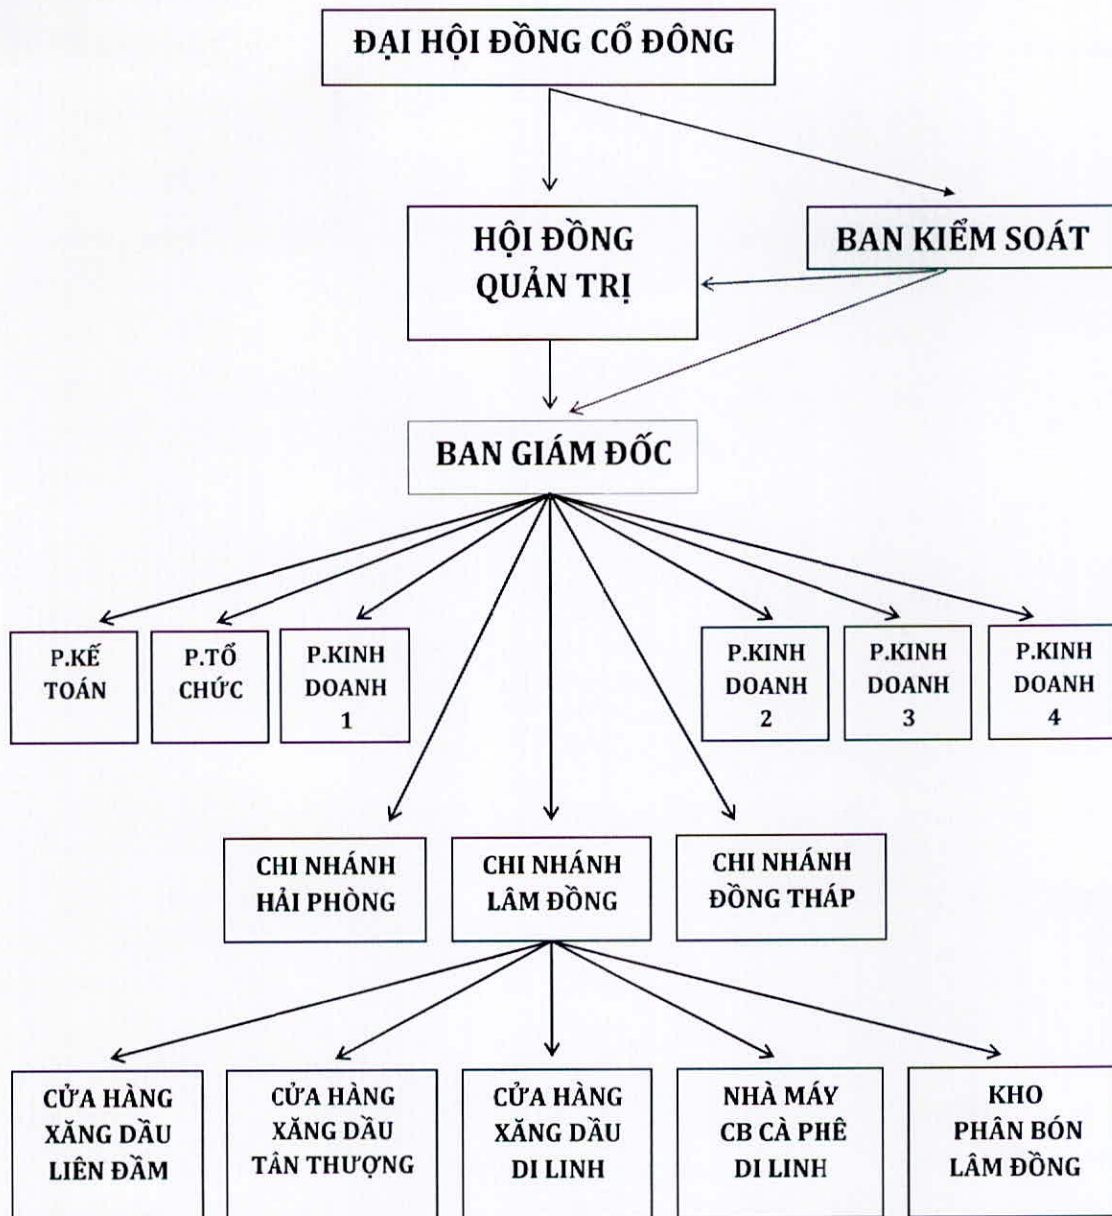 ĐẠI HỘI ĐỒNG CỔ ĐÔNG
HỘI ĐỒNG
QUẢN TRỊ
BAN KIỂM SOÁT
BAN GIÁM ĐỐC
P.KẾ
TOÁN
P.TỔ
CHỨC
P.KINH
DOANH
1
P.KINH
DOANH
2
P.KINH
DOANH
3
P.KINH
DOANH
4
CHI NHÁNH
HẢI PHÒNG
CHI NHÁNH
LÂM ĐỒNG
CHI NHÁNH
ĐỒNG THÁP
CỬA HÀNG
XĂNG DẦU
LIÊN ĐẦM
CỬA HÀNG
XĂNG DẦU
TÂN THƯỢNG
CỬA HÀNG
XĂNG DẦU
DI LINH
NHÀ MÁY
CB CÀ PHÊ
DI LINH
KHO
PHÂN BÓN
LÂM ĐỒNG